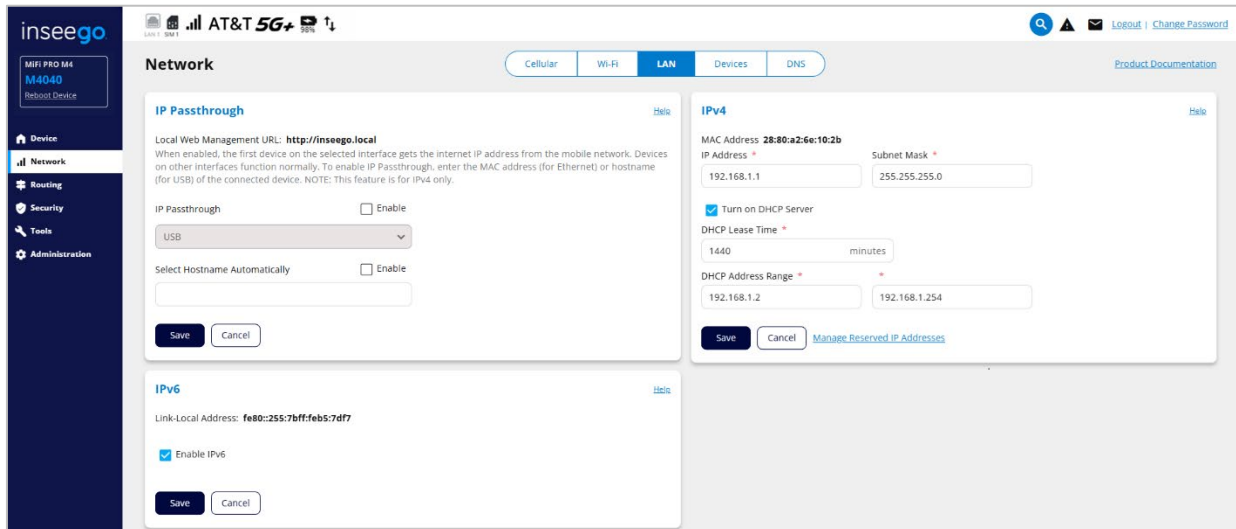 inseego
LAN 1 SIM 1 AT&T 5G+ 98%
Logout | Change Password
MiFi PRO M4
M4040
Reboot Device
Device
Network
Routing
Security
Tools
Administration
Network
Cellular Wi-Fi LAN Devices DNS
Product Documentation
IP Passthrough Help
Local Web Management URL: http://inseego.local
When enabled, the first device on the selected interface gets the internet IP address from the mobile network. Devices
on other interfaces function normally. To enable IP Passthrough, enter the MAC address (for Ethernet) or hostname
(for USB) of the connected device. NOTE: This feature is for IPv4 only.
IP Passthrough Enable
USB
Select Hostname Automatically Enable
Save Cancel
IPv4 Help
MAC Address 28:80:a2:6e:10:2b
IP Address * Subnet Mask *
192.168.1.1 255.255.255.0
Turn on DHCP Server
DHCP Lease Time *
1440 minutes
DHCP Address Range * *
192.168.1.2 192.168.1.254
Save Cancel Manage Reserved IP Addresses
IPv6 Help
Link-Local Address: fe80::255:7bff:feb5:7df7
Enable IPv6
Save Cancel